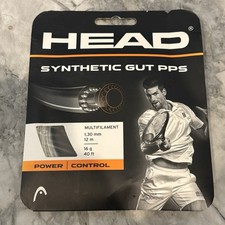 HEAD
SYNTHETIC GUT PPS
MULTIFILAMENT
1.30 mm
12 m
16 g
40 ft
POWER | CONTROL